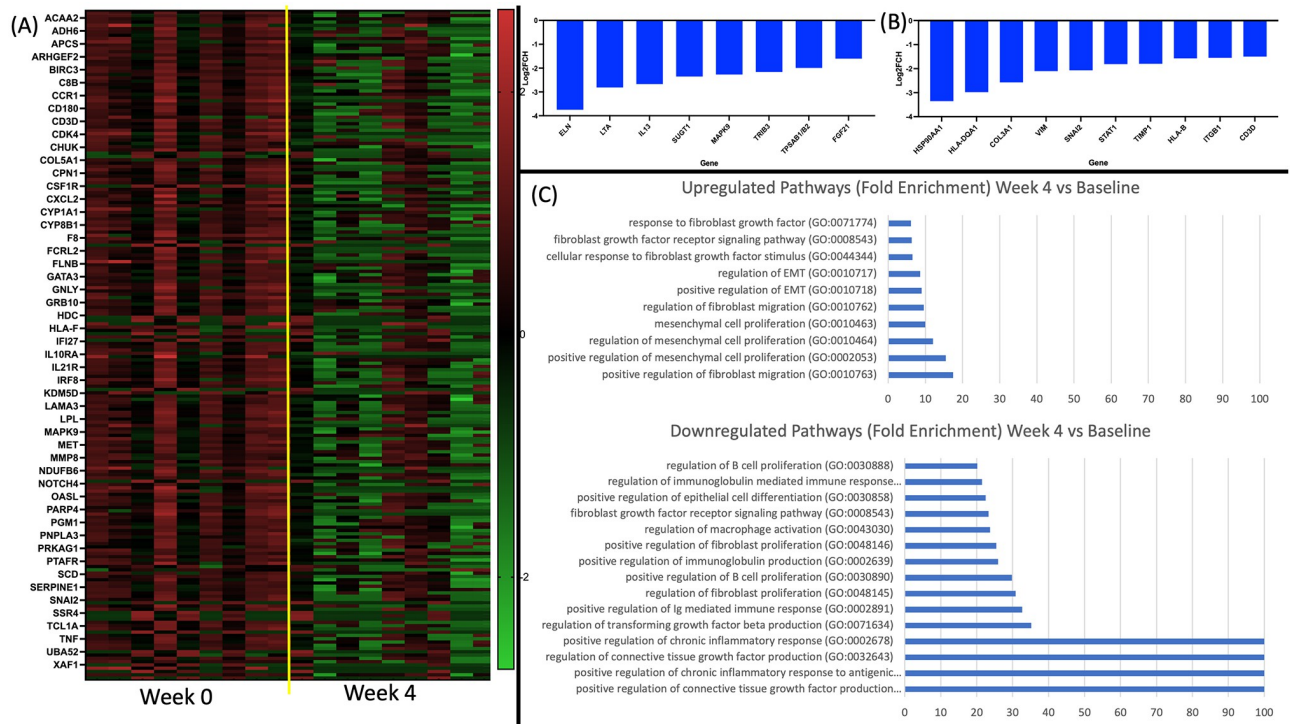 (A)
ACAA2
ADH6
APCS
ARHGEF2
BIRC3
C8B
CCR1
CD180
CD3D
CDK4
CHUK
COL5A1
CPN1
CSF1R
CXCL2
CYP1A1
CYP8B1
F8
FCRL2
FLNB
GATA3
GNLY
GRB10
HDC
HLA-F
IFI27
IL10RA
IL21R
IRF8
KDM5D
LAMA3
LPL
MAPK9
MET
MMP8
NDUFB6
NOTCH4
OASL
PARP4
PGM1
PNPLA3
PRKAG1
PTAFR
SCD
SERPINE1
SNAI2
SSR4
TCL1A
TNF
UBA52
XAF1
Week 0 Week 4
2
0
-2
0
-1
-2
-3
-4
Log2FCH
ELN LTA IL13 SUGT1 MAPK9 TRIB3 TPSAB1/B2 FGF21
Gene
(B)
0
-1
-2
-3
-4
Log2FCH
HSP90AA1 HLA-DQA1 COL3A1 VIM SNAI2 STAT1 TIMP1 HLA-B ITGB1 CD3D
Gene
(C)
Upregulated Pathways (Fold Enrichment) Week 4 vs Baseline
response to fibroblast growth factor (GO:0071774)
fibroblast growth factor receptor signaling pathway (GO:0008543)
cellular response to fibroblast growth factor stimulus (GO:0044344)
regulation of EMT (GO:0010717)
positive regulation of EMT (GO:0010718)
regulation of fibroblast migration (GO:0010762)
mesenchymal cell proliferation (GO:0010463)
regulation of mesenchymal cell proliferation (GO:0010464)
positive regulation of mesenchymal cell proliferation (GO:0002053)
positive regulation of fibroblast migration (GO:0010763)
0 10 20 30 40 50 60 70 80 90 100
Downregulated Pathways (Fold Enrichment) Week 4 vs Baseline
regulation of B cell proliferation (GO:0030888)
regulation of immunoglobulin mediated immune response...
positive regulation of epithelial cell differentiation (GO:0030858)
fibroblast growth factor receptor signaling pathway (GO:0008543)
regulation of macrophage activation (GO:0043030)
positive regulation of fibroblast proliferation (GO:0048146)
positive regulation of immunoglobulin production (GO:0002639)
positive regulation of B cell proliferation (GO:0030890)
regulation of fibroblast proliferation (GO:0048145)
positive regulation of Ig mediated immune response (GO:0002891)
regulation of transforming growth factor beta production (GO:0071634)
positive regulation of chronic inflammatory response (GO:0002678)
regulation of connective tissue growth factor production (GO:0032643)
positive regulation of chronic inflammatory response to antigenic...
positive regulation of connective tissue growth factor production...
0 10 20 30 40 50 60 70 80 90 100